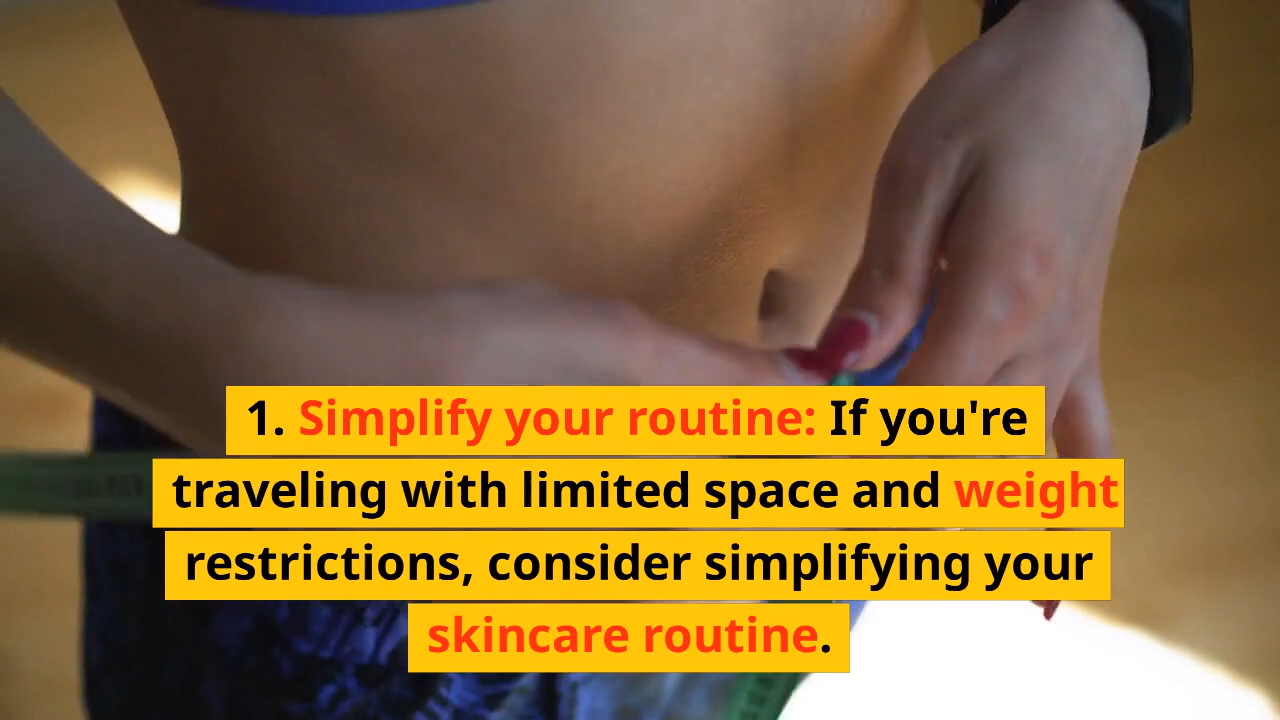 1. Simplify your routine: If you're
traveling with limited space and weight
restrictions, consider simplifying your
skincare routine.